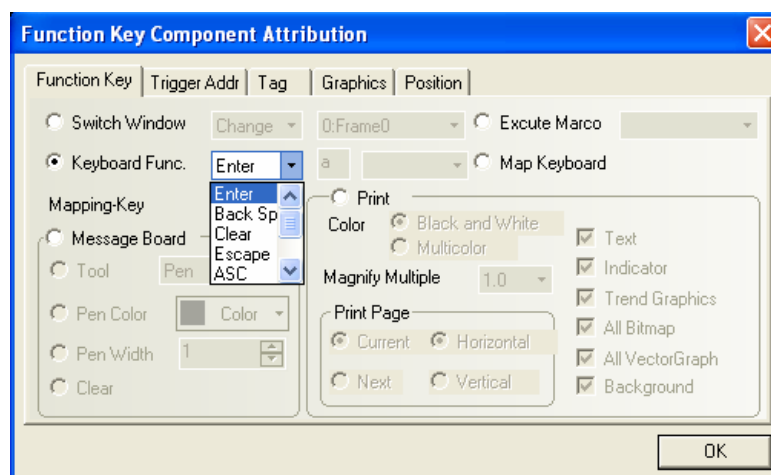 Function Key Component Attribution
Function Key Trigger Addr Tag Graphics Position
Switch Window Change 0:Frame0 Excute Marco
Keyboard Func. Enter a Map Keyboard
Enter
Back Sp
Clear
Escape
ASC
Mapping-Key
Message Board
Tool Pen
Pen Color Color
Pen Width 1
Clear
Print
Color Black and White
Multicolor
Magnify Multiple 1.0
Print Page
Current Horizontal
Next Vertical
Text
Indicator
Trend Graphics
All Bitmap
All VectorGraph
Background
OK